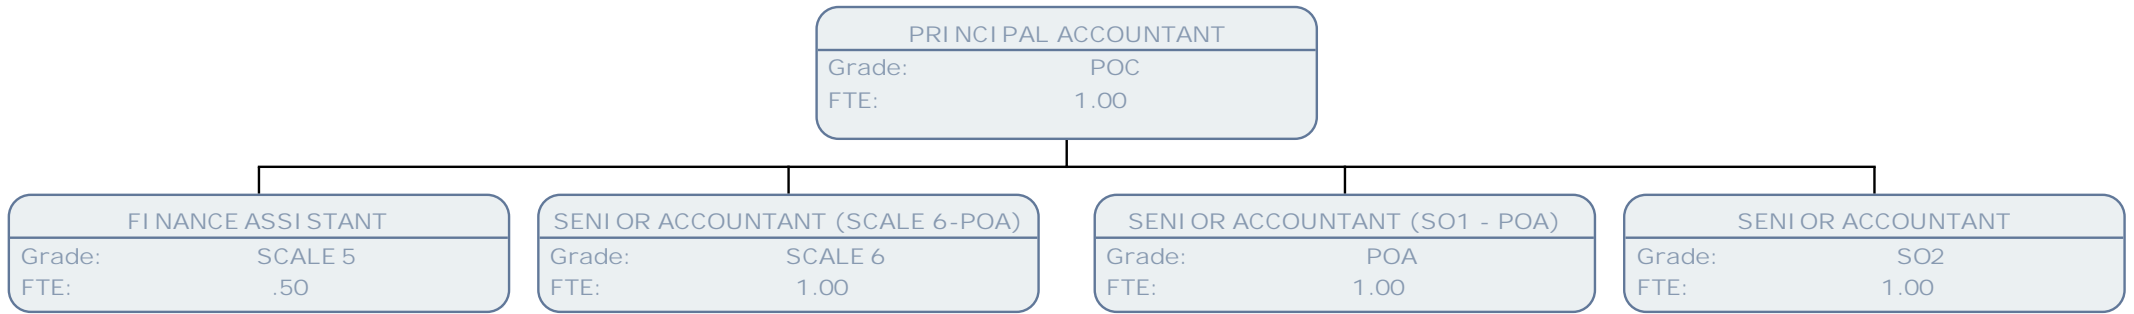 PRINCIPAL ACCOUNTANT
Grade: POC
FTE: 1.00
FINANCE ASSISTANT
Grade: SCALE 5
FTE: .50
SENIOR ACCOUNTANT (SCALE 6-POA)
Grade: SCALE 6
FTE: 1.00
SENIOR ACCOUNTANT (SO1 - POA)
Grade: POA
FTE: 1.00
SENIOR ACCOUNTANT
Grade: SO2
FTE: 1.00